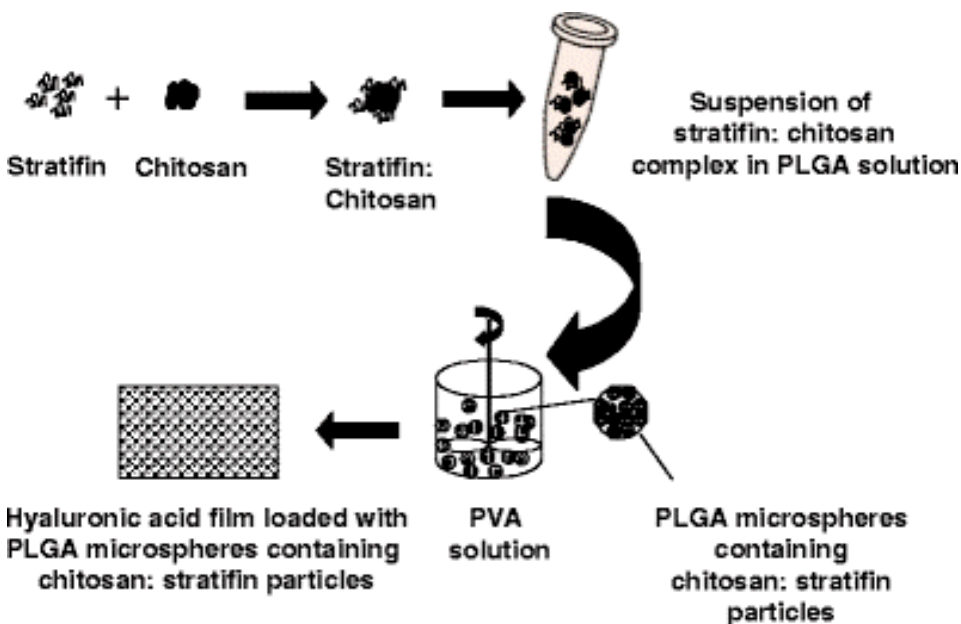 +
Stratifin
Chitosan
Stratifin:
Chitosan
Suspension of
stratifin: chitosan
complex in PLGA solution
Hyaluronic acid film loaded with
PLGA microspheres containing
chitosan: stratifin particles
PVA
solution
PLGA microspheres
containing
chitosan: stratifin
particles